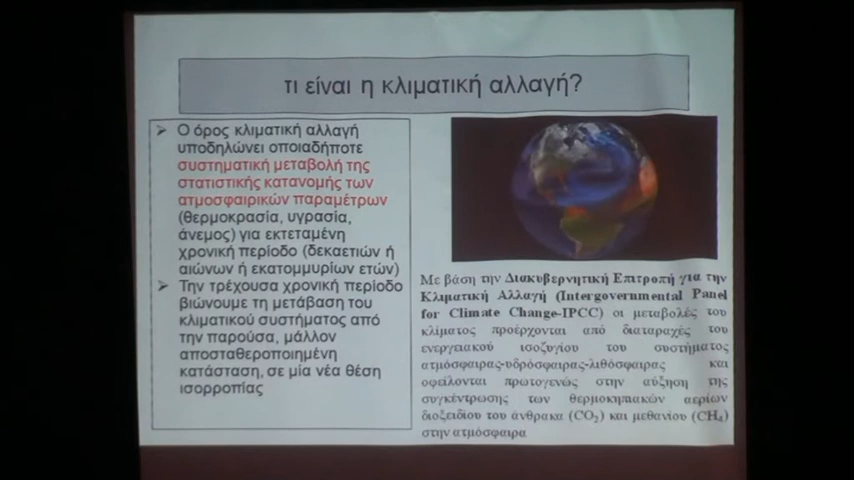 τι είναι η κλιματική αλλαγή?
➢ Ο όρος κλιματική αλλαγή
υποδηλώνει οποιαδήποτε
συστηματική μεταβολή της
στατιστικής κατανομής των
ατμοσφαιρικών παραμέτρων
(θερμοκρασία, υγρασία,
άνεμος) για εκτεταμένη
χρονική περίοδο (δεκαετιών ή
αιώνων ή εκατομμυρίων ετών)
➢ Την τρέχουσα χρονική περίοδο
βιώνουμε τη μετάβαση του
κλιματικού συστήματος από
την παρούσα, μάλλον
αποσταθεροποιημένη
κατάσταση, σε μία νέα θέση
ισορροπίας
Με βάση την Διακυβερνητική Επιτροπή για την
Κλιματική Αλλαγή (Intergovernmental Panel
for Climate Change-IPCC) οι μεταβολές του
κλίματος προέρχονται από διαταραχές του
ενεργειακού ισοζυγίου του συστήματος
ατμόσφαιρας-υδρόσφαιρας-λιθόσφαιρας και
οφείλονται πρωτογενώς στην αύξηση της
συγκέντρωσης των θερμοκηπιακών αερίων
διοξειδίου του άνθρακα (CO₂) και μεθανίου (CH₄)
στην ατμόσφαιρα